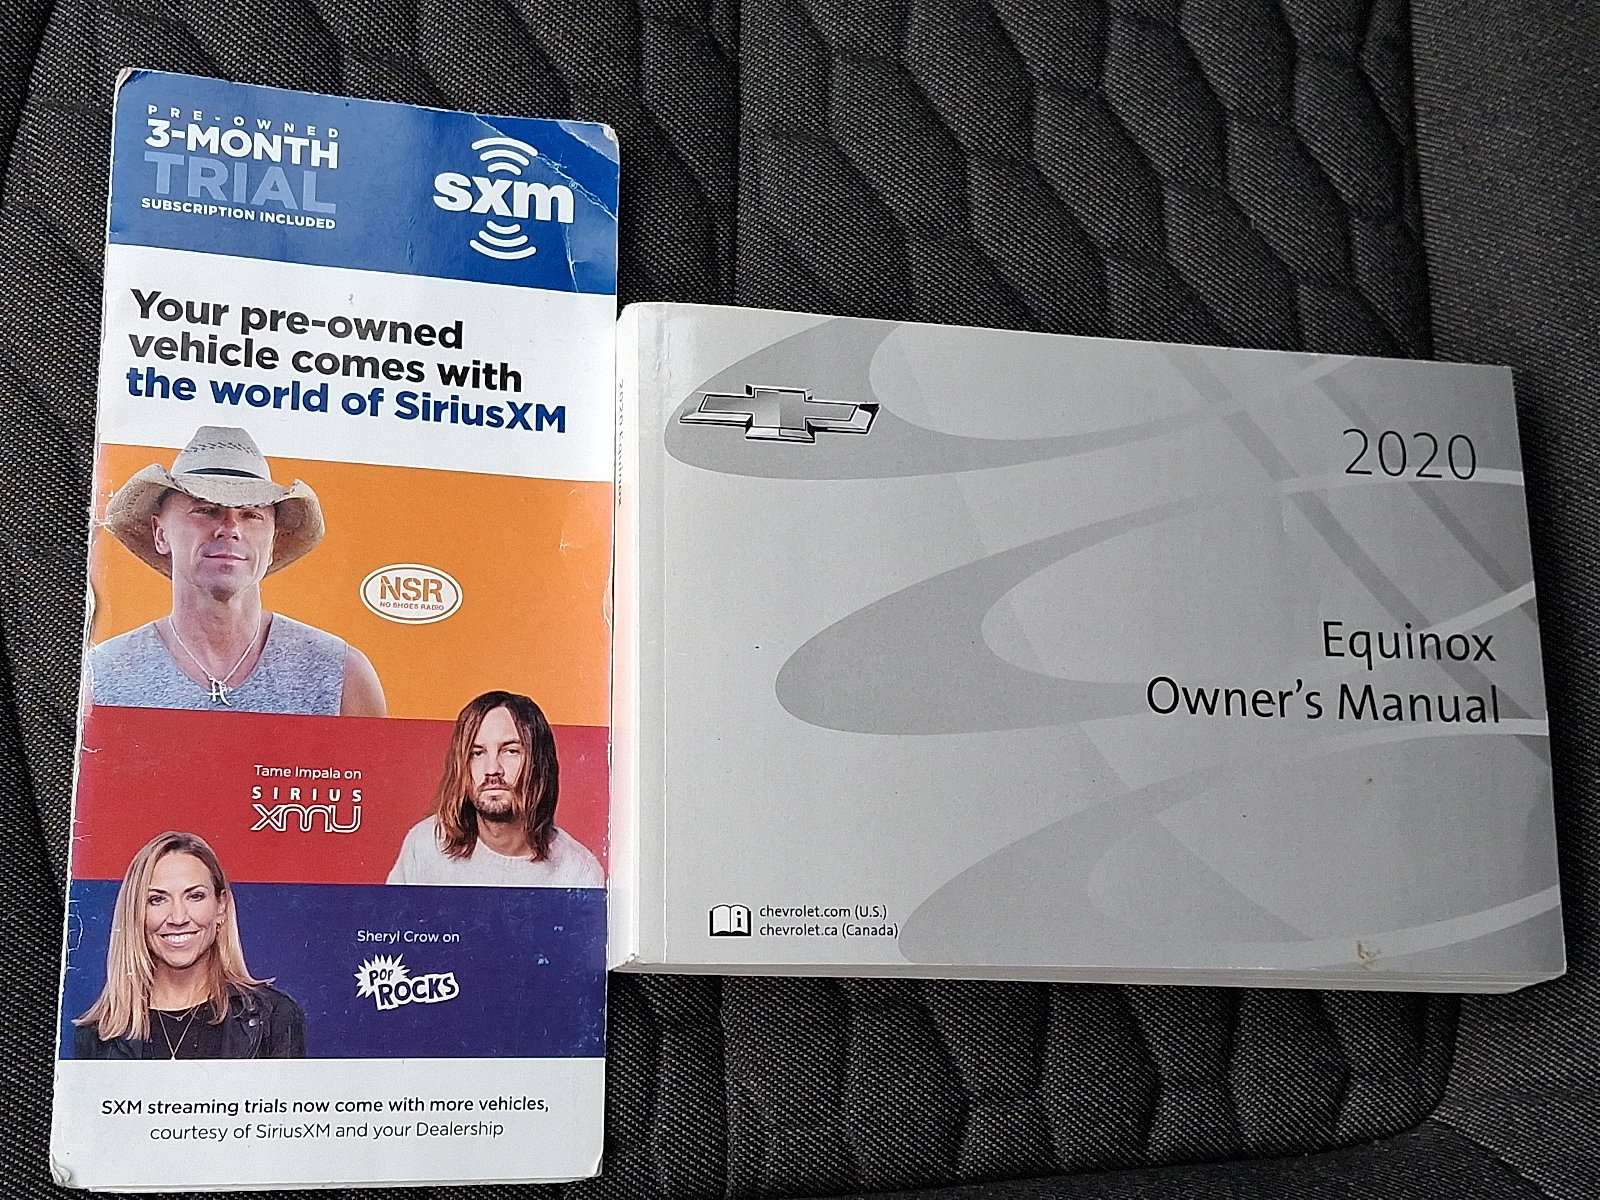 PRE-OWNED
3-MONTH
TRIAL
SUBSCRIPTION INCLUDED
sxm
Your pre-owned
vehicle comes with
the world of SiriusXM
NSR
NO SHOES RADIO
Tame Impala on
SIRIUS
xmu
Sheryl Crow on
POP
ROCKS
SXM streaming trials now come with more vehicles,
courtesy of SiriusXM and your Dealership
2020 Equinox
2020
Equinox
Owner's Manual
i
chevrolet.com (U.S.)
chevrolet.ca (Canada)